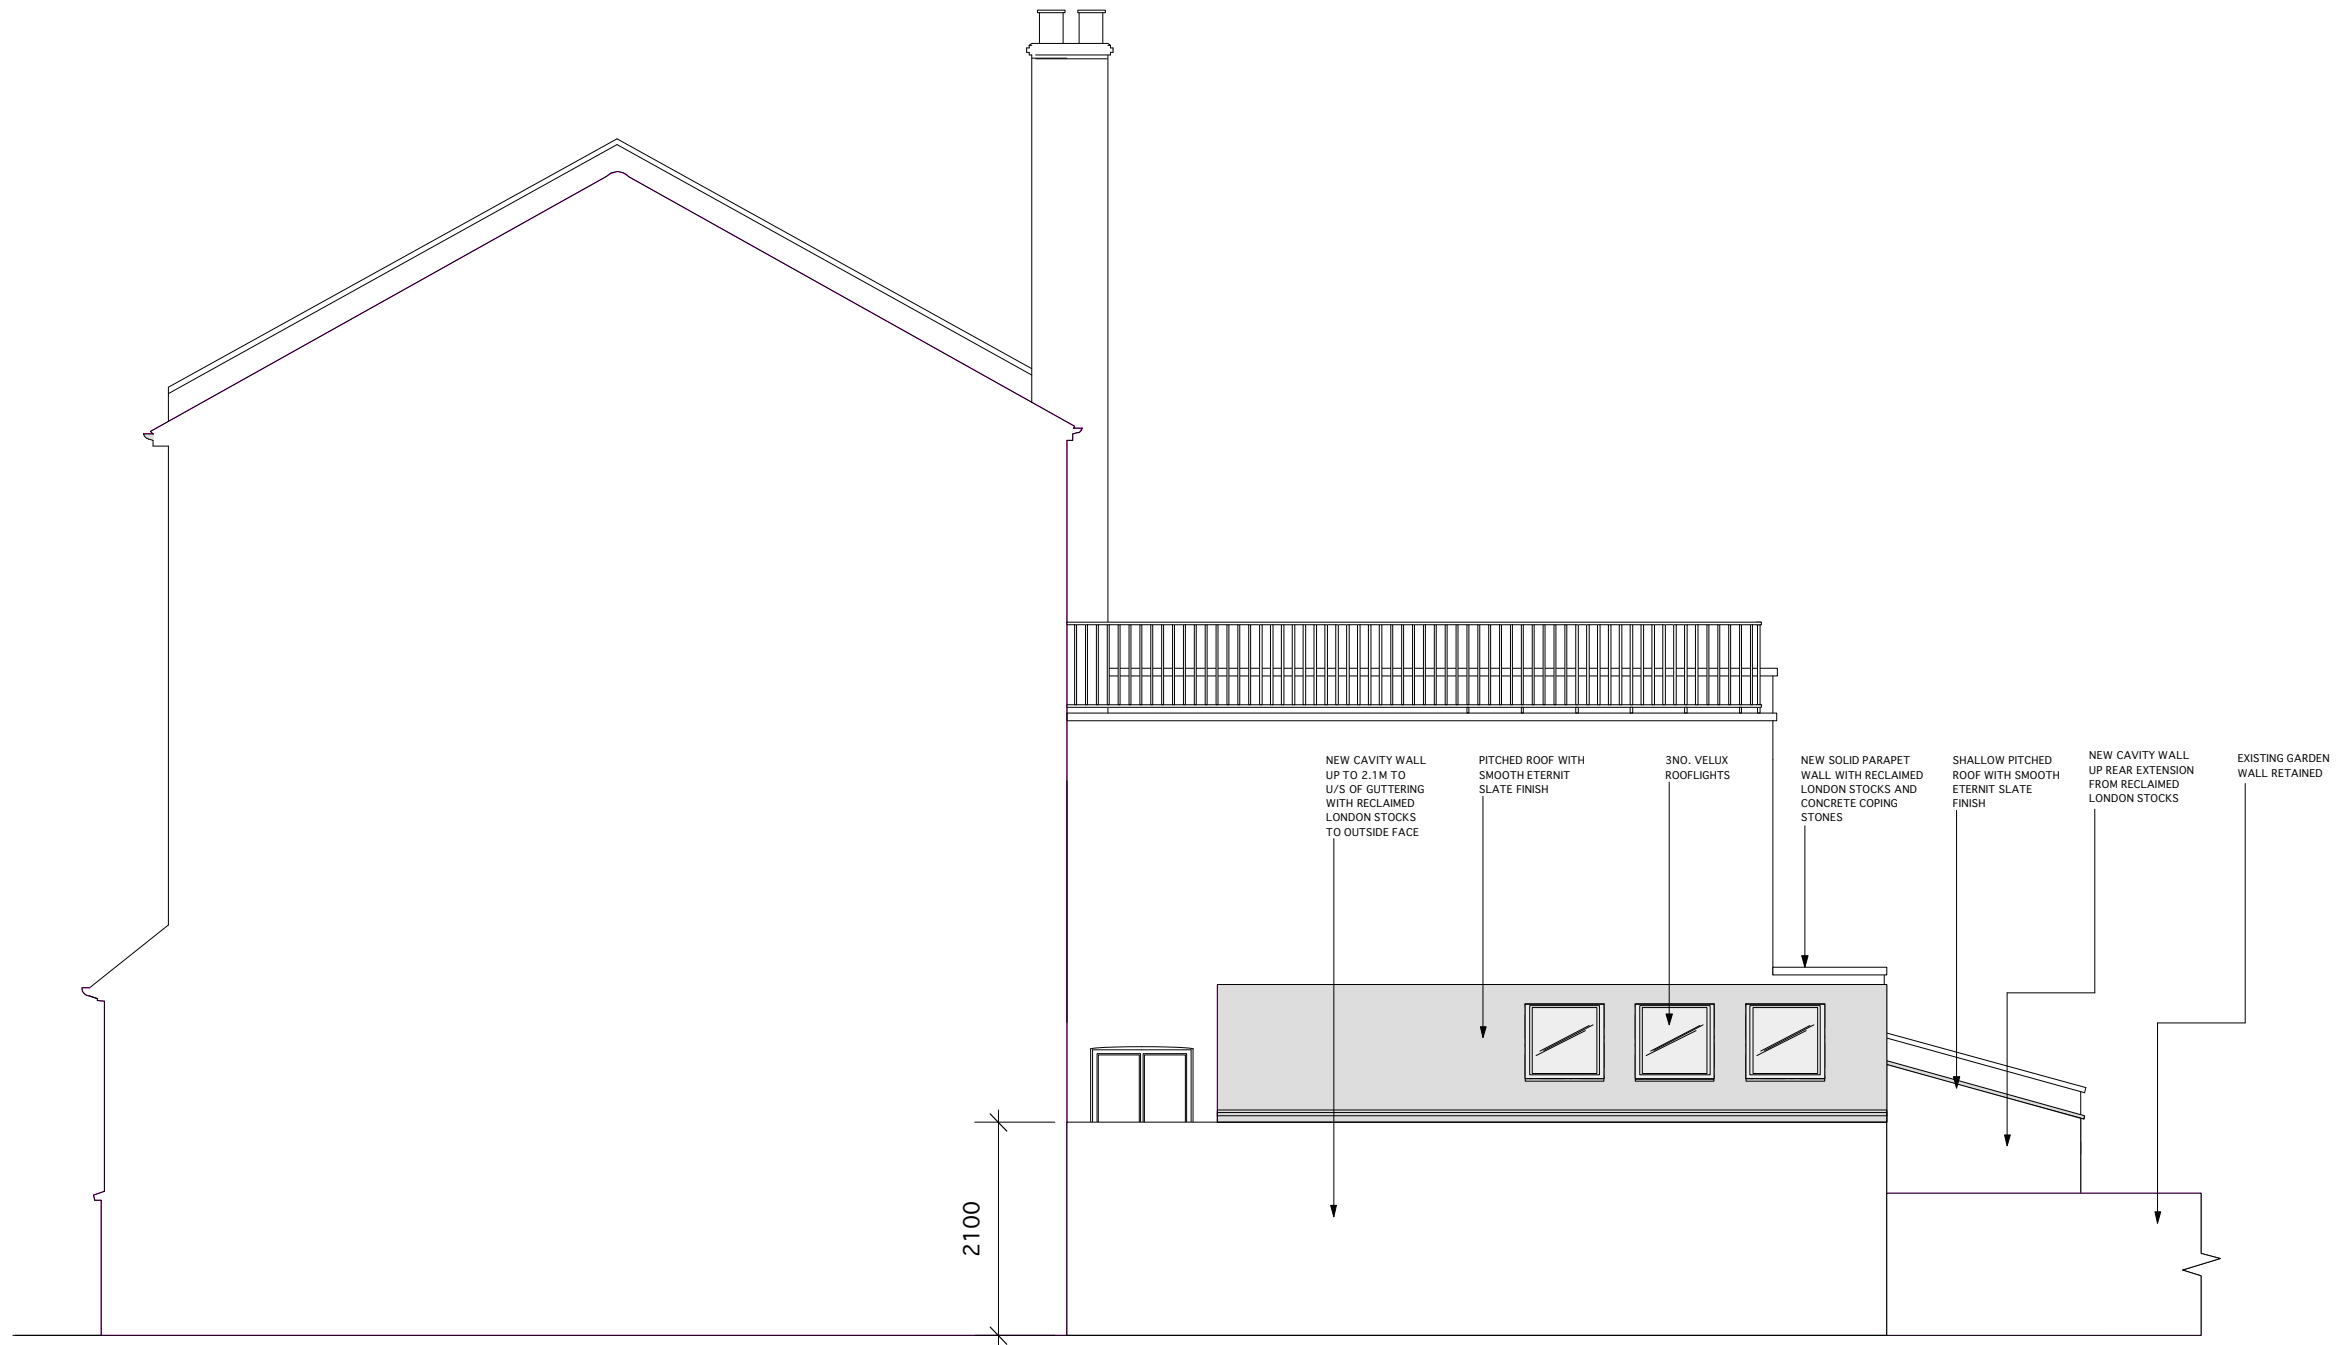 NEW CAVITY WALL
UP TO 2.1M TO
U/S OF GUTTERING
WITH RECLAIMED
LONDON STOCKS
TO OUTSIDE FACE
PITCHED ROOF WITH
SMOOTH ETERNIT
SLATE FINISH
3NO. VELUX
ROOFLIGHTS
NEW SOLID PARAPET
WALL WITH RECLAIMED
LONDON STOCKS AND
CONCRETE COPING
STONES
SHALLOW PITCHED
ROOF WITH SMOOTH
ETERNIT SLATE
FINISH
NEW CAVITY WALL
UP REAR EXTENSION
FROM RECLAIMED
LONDON STOCKS
EXISTING GARDEN
WALL RETAINED
2100